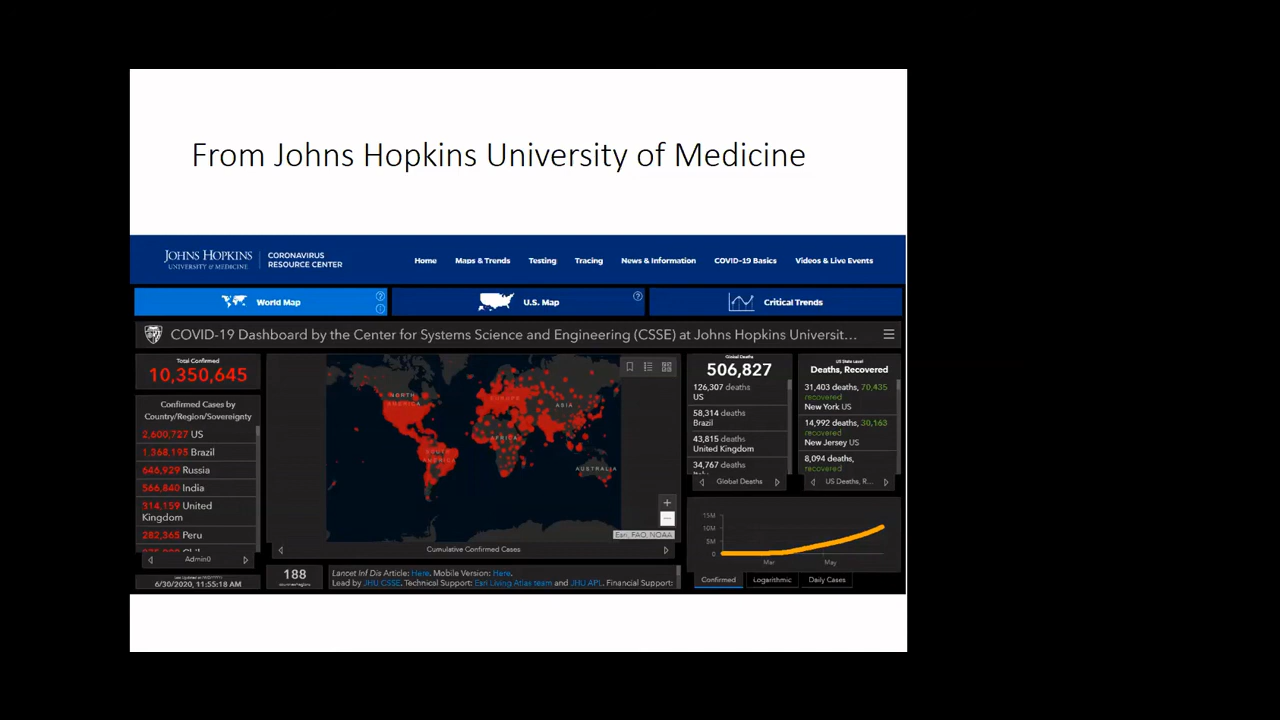 From Johns Hopkins University of Medicine
JOHNS HOPKINS
UNIVERSITY & MEDICINE
CORONAVIRUS
RESOURCE CENTER
Home
Maps & Trends
Testing
Tracing
News & Information
COVID-19 Basics
Videos & Live Events
World Map
U.S. Map
Critical Trends
COVID-19 Dashboard by the Center for Systems Science and Engineering (CSSE) at Johns Hopkins Universit...
Total Confirmed
10,350,645
Confirmed Cases by
Country/Region/Sovereignty
2,600,727 US
1,368,195 Brazil
646,929 Russia
566,840 India
314,159 United
Kingdom
282,365 Peru
Admin0
6/30/2020, 11:55:18 AM
NORTH
AMERICA
EUROPE
ASIA
AFRICA
SOUTH
AMERICA
AUSTRALIA
+
Esri, FAO, NOAA
Cumulative Confirmed Cases
188
countries/regions
Lancet Inf Dis Article: Here. Mobile Version: Here.
Lead by JHU CSSE. Technical Support: Esri Living Atlas team and JHU APL. Financial Support:
Global Deaths
506,827
126,307 deaths
US
58,314 deaths
Brazil
43,815 deaths
United Kingdom
34,767 deaths
Global Deaths
US State Level
Deaths, Recovered
31,403 deaths, 70,435
recovered
New York US
14,992 deaths, 30,163
recovered
New Jersey US
8,094 deaths,
recovered
US Deaths, R...
15M
10M
5M
0
Mar
May
Confirmed
Logarithmic
Daily Cases